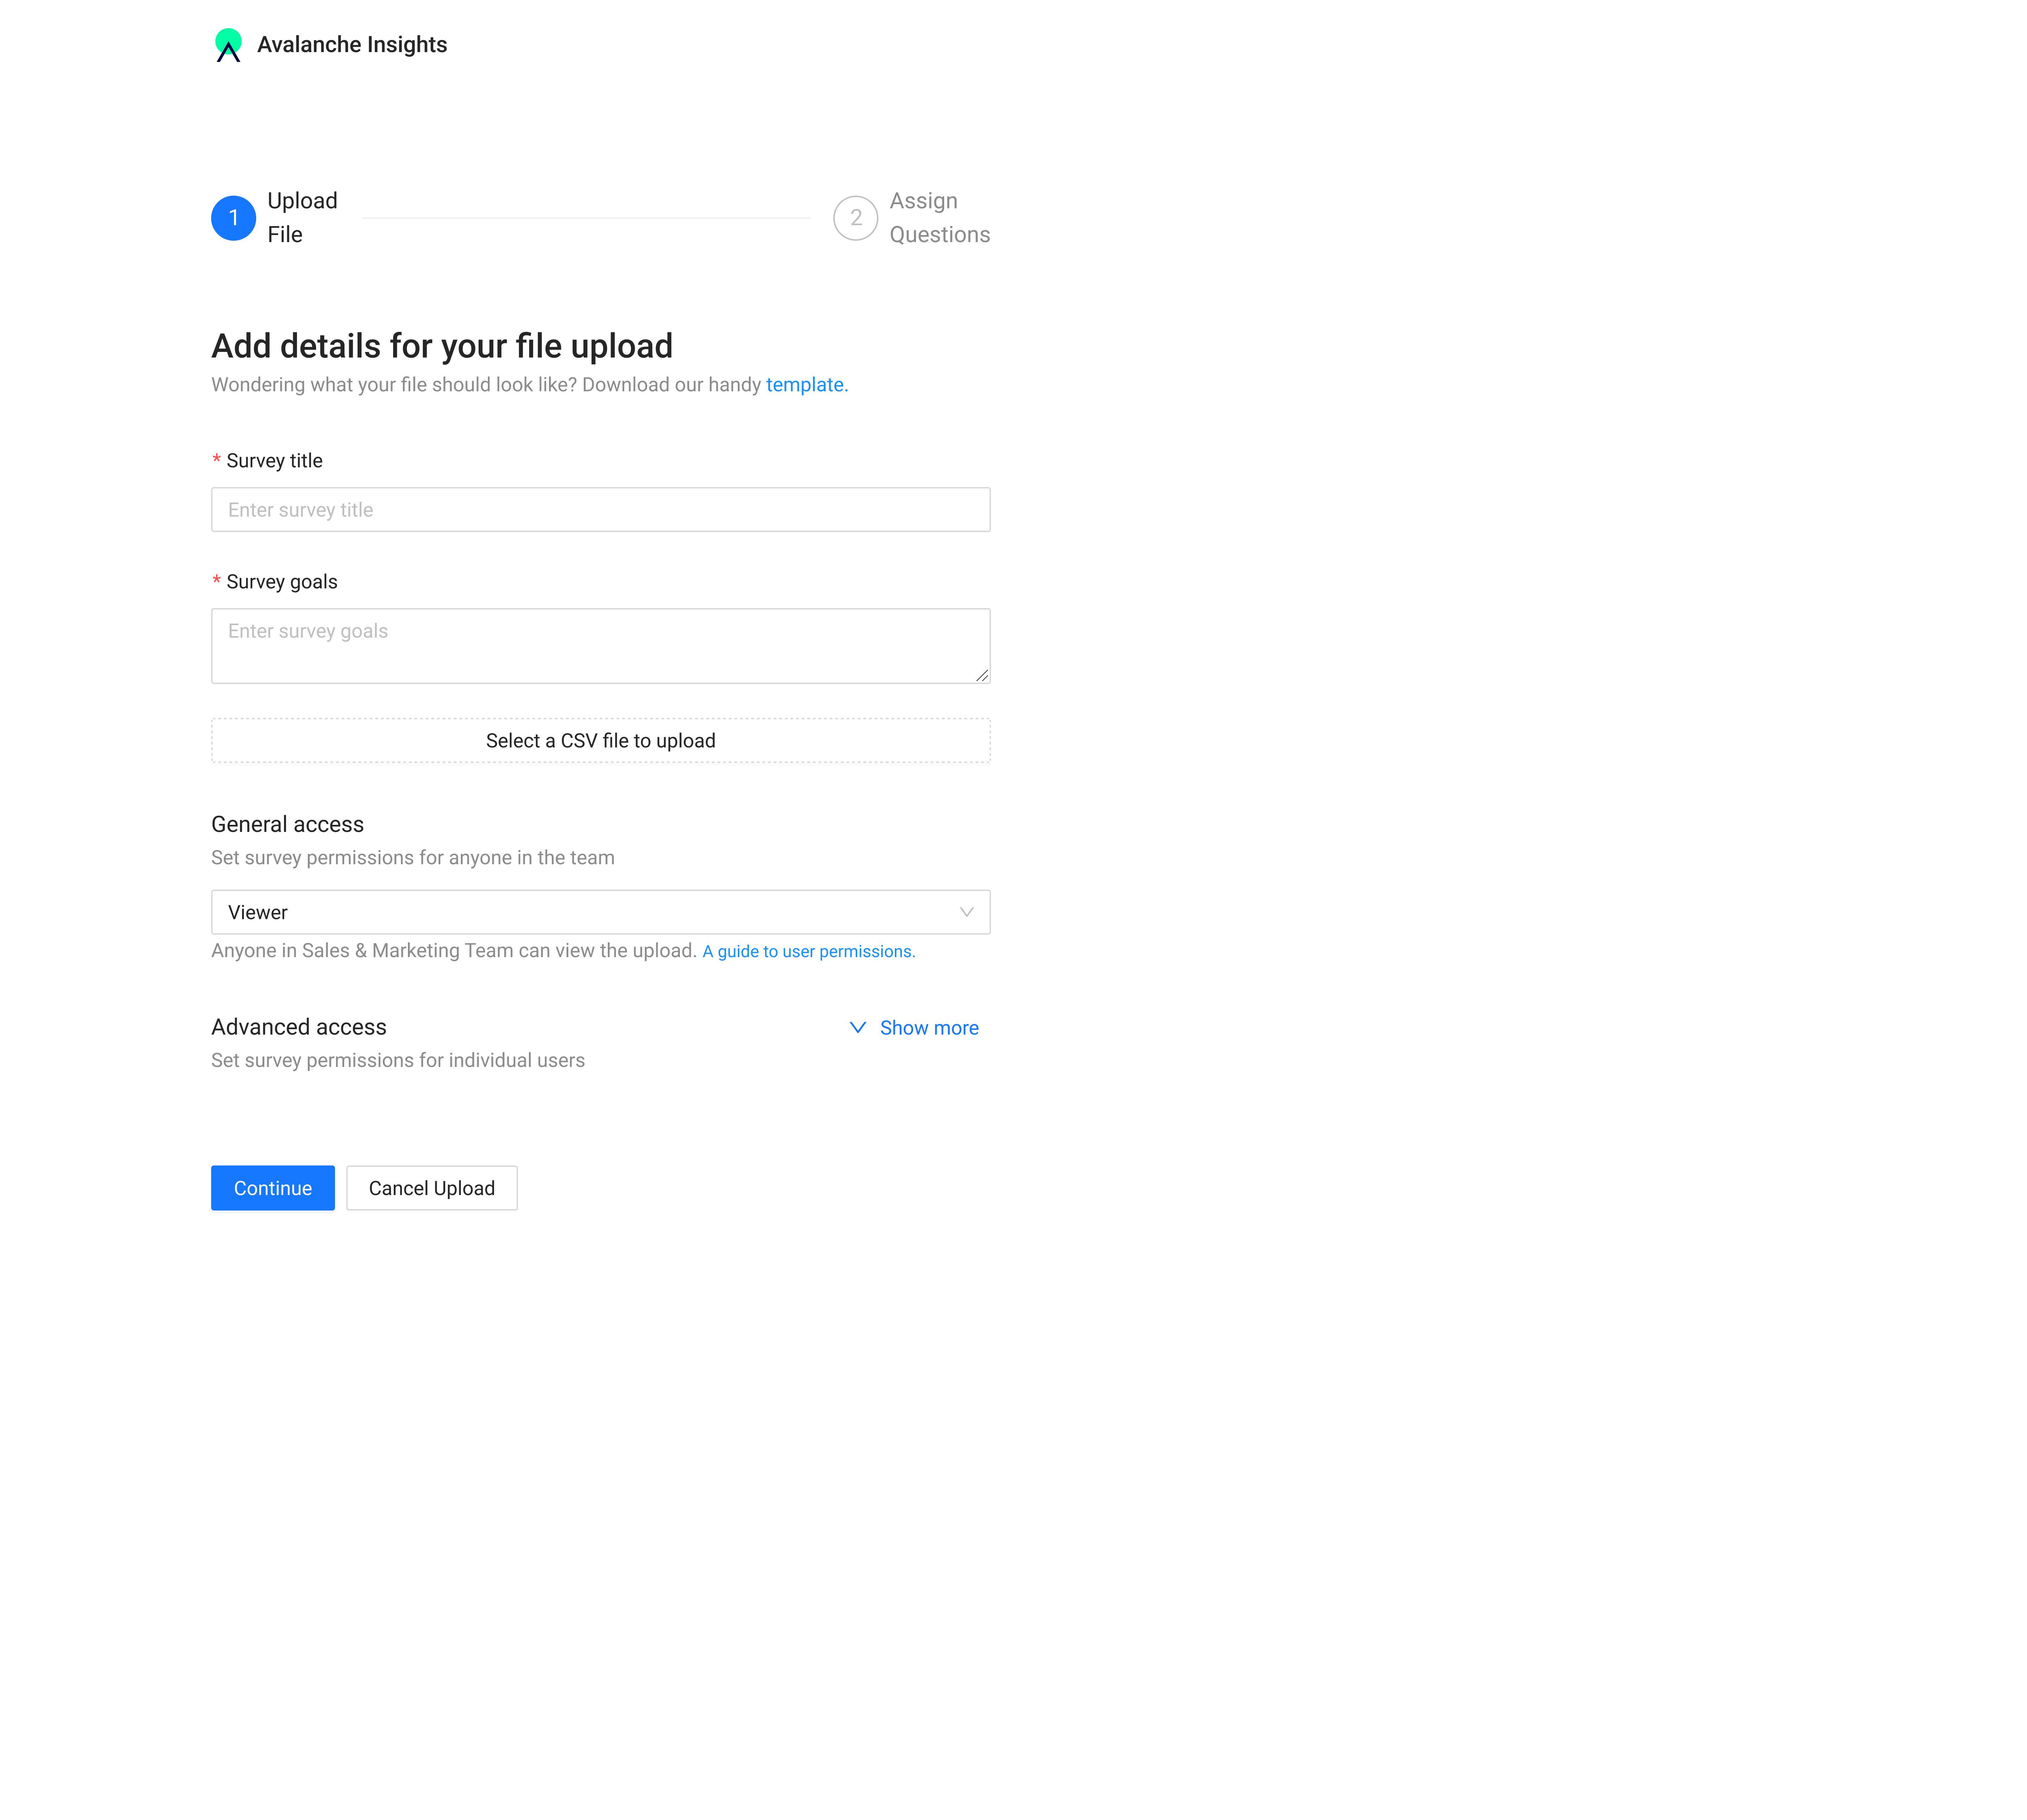 Avalanche Insights
1
Upload
File
2
Assign
Questions
Add details for your file upload
Wondering what your file should look like? Download our handy template.
* Survey title
Enter survey title
* Survey goals
Enter survey goals
Select a CSV file to upload
General access
Set survey permissions for anyone in the team
Viewer
Anyone in Sales & Marketing Team can view the upload. A guide to user permissions.
Advanced access
Show more
Set survey permissions for individual users
Continue
Cancel Upload